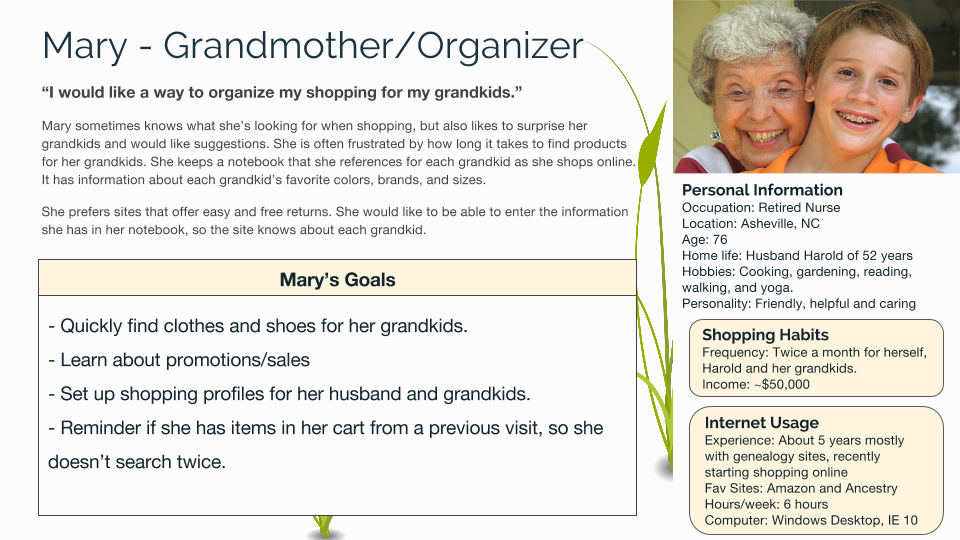 Mary - Grandmother/Organizer
“I would like a way to organize my shopping for my grandkids.”
Mary sometimes knows what she’s looking for when shopping, but also likes to surprise her
grandkids and would like suggestions. She is often frustrated by how long it takes to find products
for her grandkids. She keeps a notebook that she references for each grandkid as she shops online.
It has information about each grandkid’s favorite colors, brands, and sizes.
She prefers sites that offer easy and free returns. She would like to be able to enter the information
she has in her notebook, so the site knows about each grandkid.
Mary’s Goals
- Quickly find clothes and shoes for her grandkids.
- Learn about promotions/sales
- Set up shopping profiles for her husband and grandkids.
- Reminder if she has items in her cart from a previous visit, so she
doesn’t search twice.
Personal Information
Occupation: Retired Nurse
Location: Asheville, NC
Age: 76
Home life: Husband Harold of 52 years
Hobbies: Cooking, gardening, reading,
walking, and yoga.
Personality: Friendly, helpful and caring
Shopping Habits
Frequency: Twice a month for herself,
Harold and her grandkids.
Income: ~$50,000
Internet Usage
Experience: About 5 years mostly
with genealogy sites, recently
starting shopping online
Fav Sites: Amazon and Ancestry
Hours/week: 6 hours
Computer: Windows Desktop, IE 10